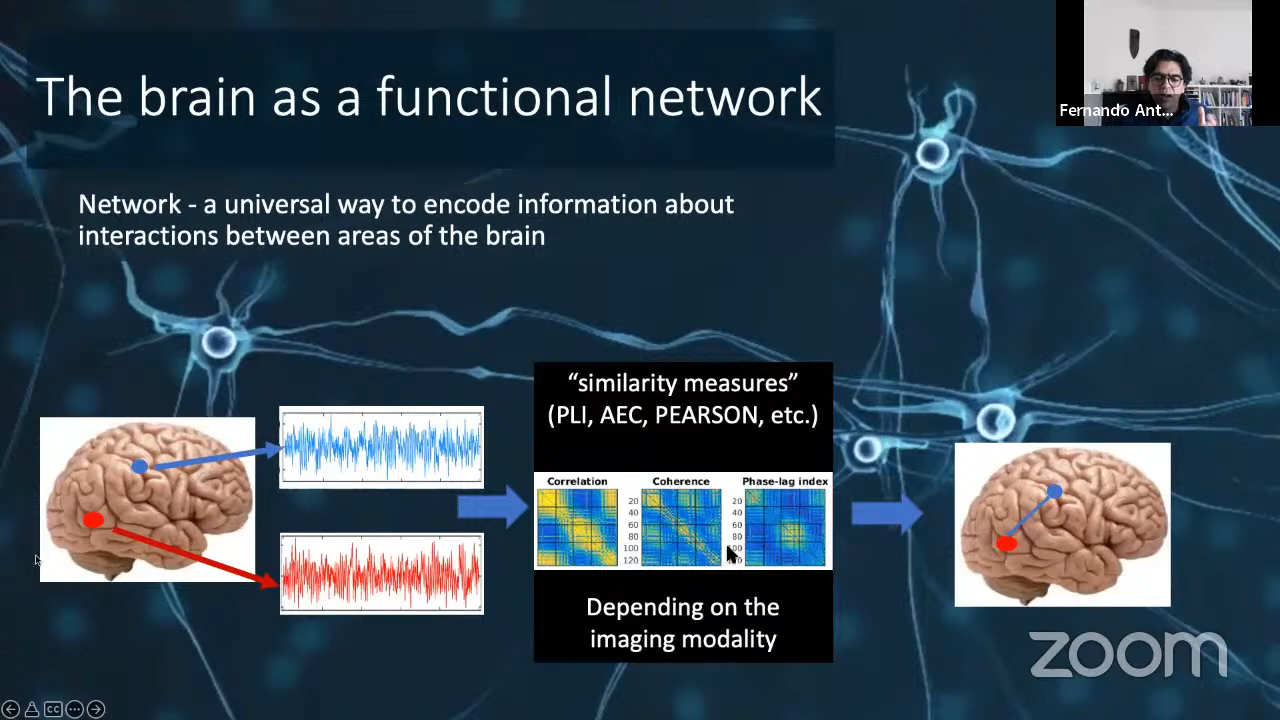 The brain as a functional network
Fernando Ant...
Network - a universal way to encode information about
interactions between areas of the brain
“similarity measures”
(PLI, AEC, PEARSON, etc.)
Correlation
Coherence
Phase-lag index
20
40
60
80
100
120
20
40
60
80
Depending on the
imaging modality
zoom
CC